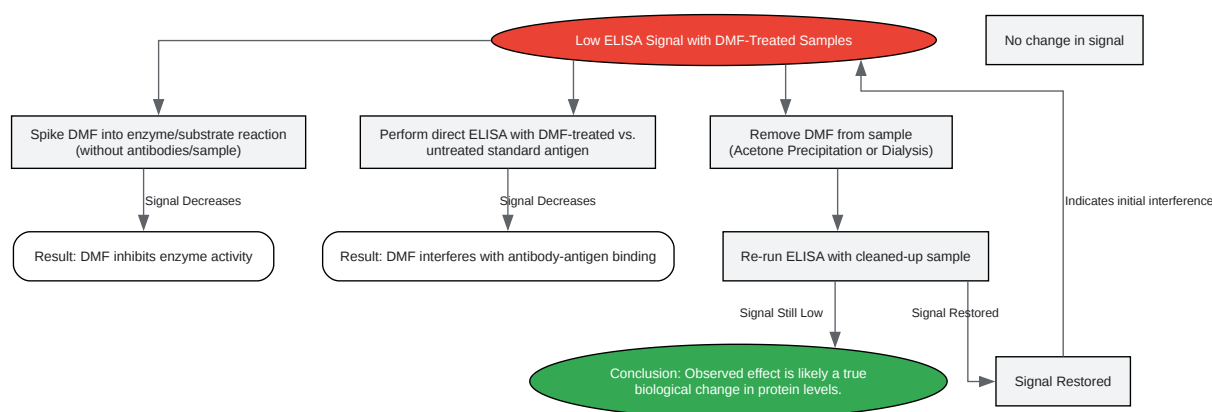 Low ELISA Signal with DMF-Treated Samples
No change in signal
Spike DMF into enzyme/substrate reaction
(without antibodies/sample)
Perform direct ELISA with DMF-treated vs.
untreated standard antigen
Remove DMF from sample
(Acetone Precipitation or Dialysis)
Signal Decreases
Signal Decreases
Indicates initial interference
Result: DMF inhibits enzyme activity
Result: DMF interferes with antibody-antigen binding
Re-run ELISA with cleaned-up sample
Signal Still Low
Signal Restored
Conclusion: Observed effect is likely a true
biological change in protein levels.
Signal Restored